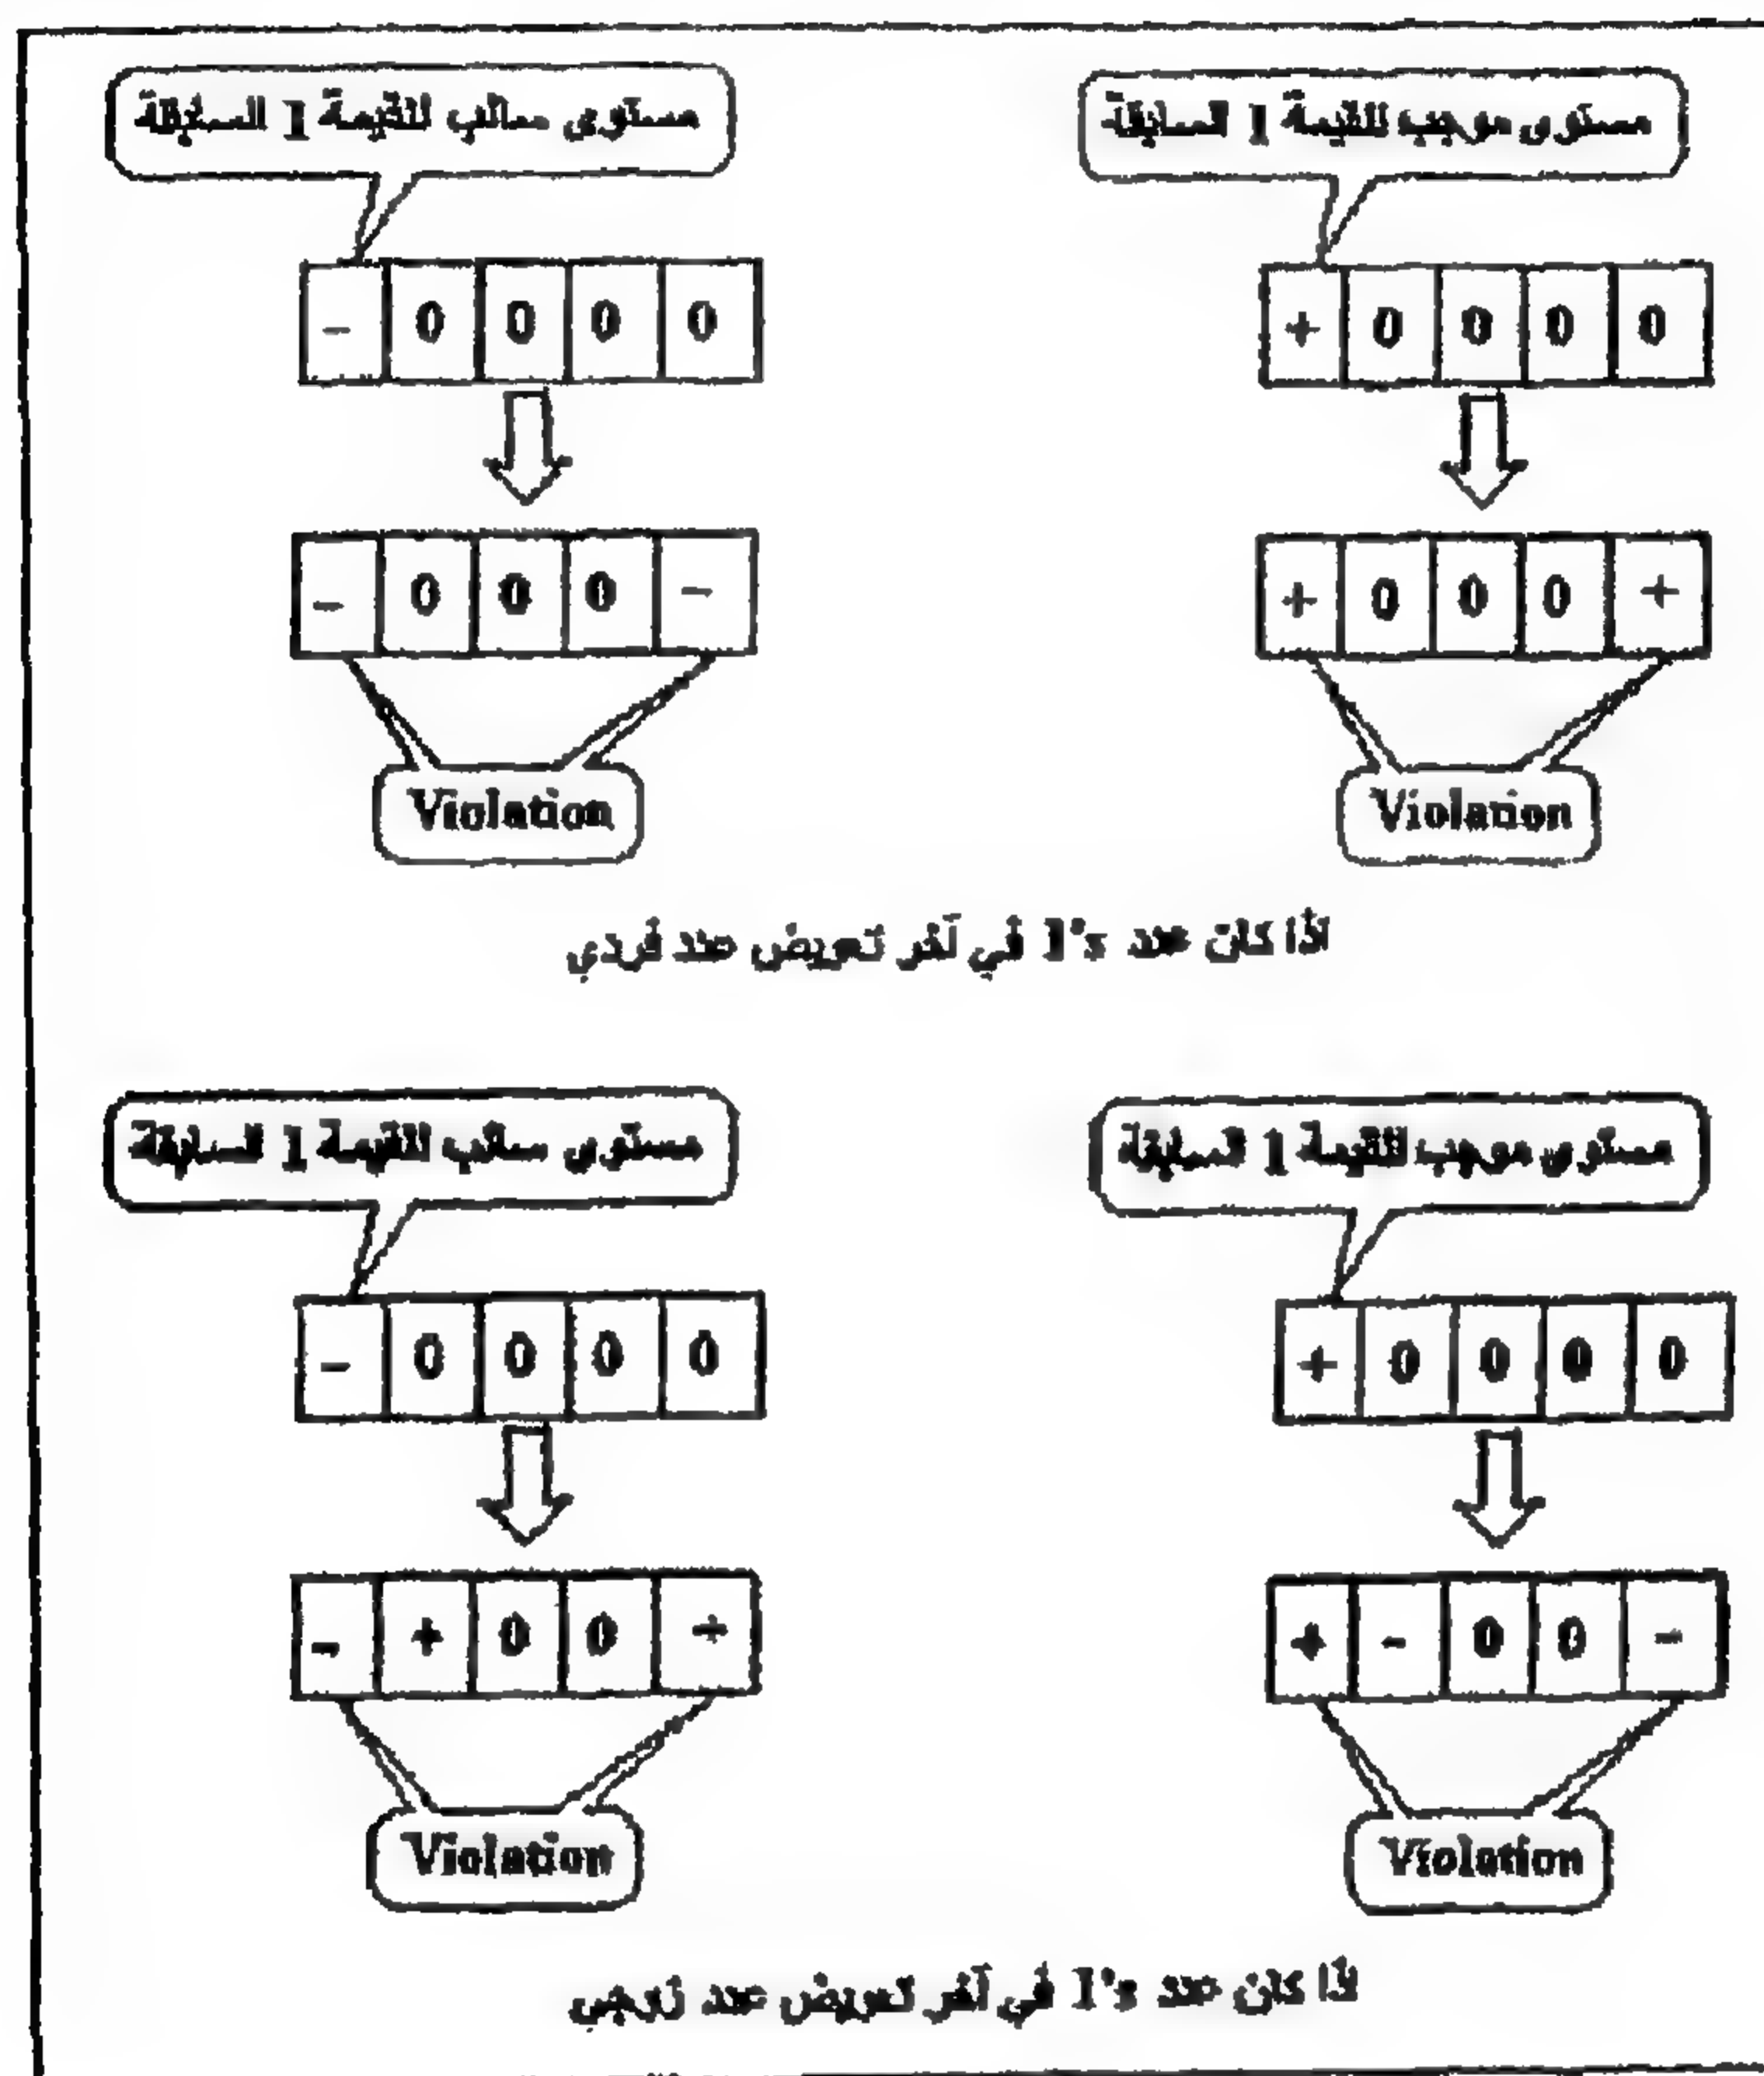 مستوى موجب للقيمة 1 السابقة
مستوى سالب للقيمة 1 السابقة
+ 0 0 0 0
- 0 0 0 0
+ 0 0 0 +
- 0 0 0 -
Violation
Violation
اذا كان عدد 1's في آخر تعويض عدد فردي
مستوى موجب للقيمة 1 السابقة
مستوى سالب للقيمة 1 السابقة
+ 0 0 0 0
- 0 0 0 0
+ - 0 0 -
- + 0 0 +
Violation
Violation
اذا كان عدد 1's في آخر تعويض عدد زوجي